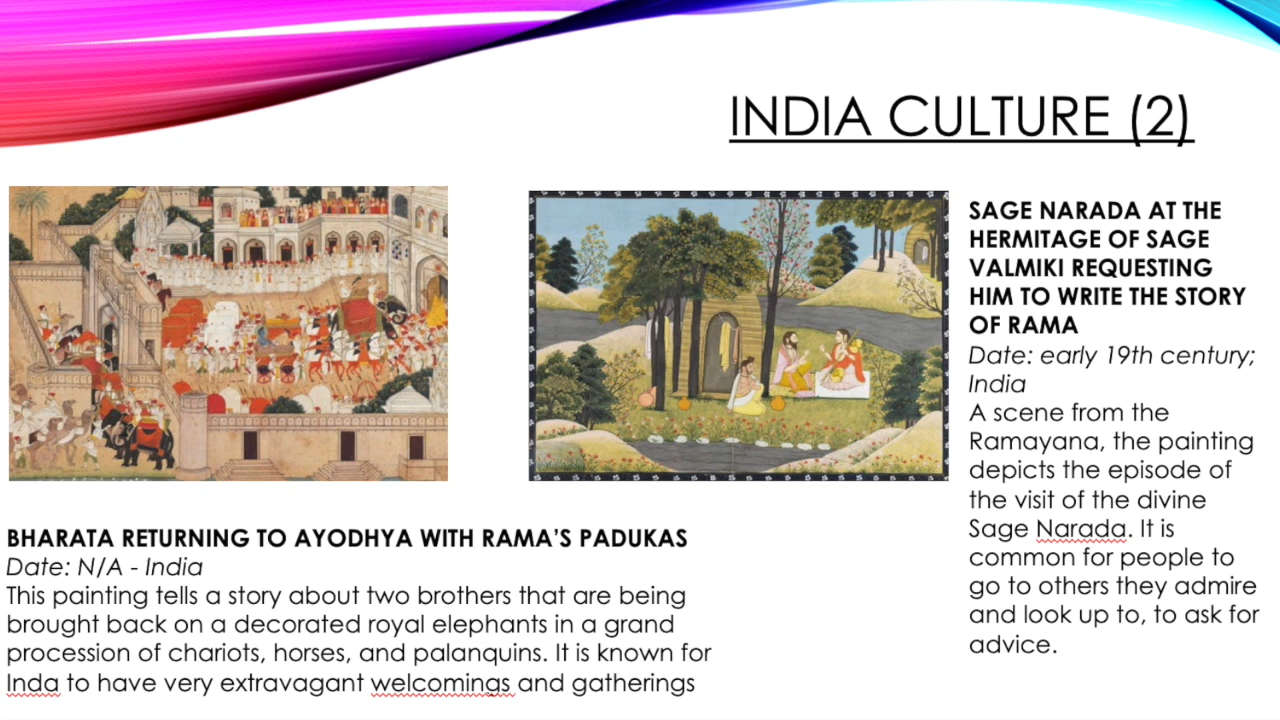 INDIA CULTURE (2)
SAGE NARADA AT THE
HERMITAGE OF SAGE
VALMIKI REQUESTING
HIM TO WRITE THE STORY
OF RAMA
Date: early 19th century;
India
A scene from the
Ramayana, the painting
depicts the episode of
the visit of the divine
Sage Narada. It is
common for people to
go to others they admire
and look up to, to ask for
advice.
BHARATA RETURNING TO AYODHYA WITH RAMA’S PADUKAS
Date: N/A - India
This painting tells a story about two brothers that are being
brought back on a decorated royal elephants in a grand
procession of chariots, horses, and palanquins. It is known for
Inda to have very extravagant welcomings and gatherings